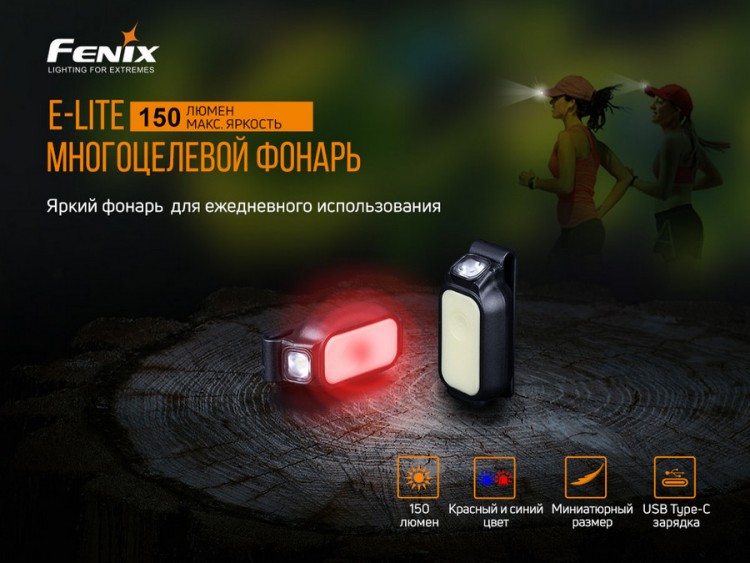 FENIX
LIGHTING FOR EXTREMES
E-LITE 150 ЛЮМЕН
МАКС. ЯРКОСТЬ
МНОГОЦЕЛЕВОЙ ФОНАРЬ
Яркий фонарь для ежедневного использования
150
люмен
Красный и синий
цвет
Миниатюрный
размер
USB Type-C
зарядка